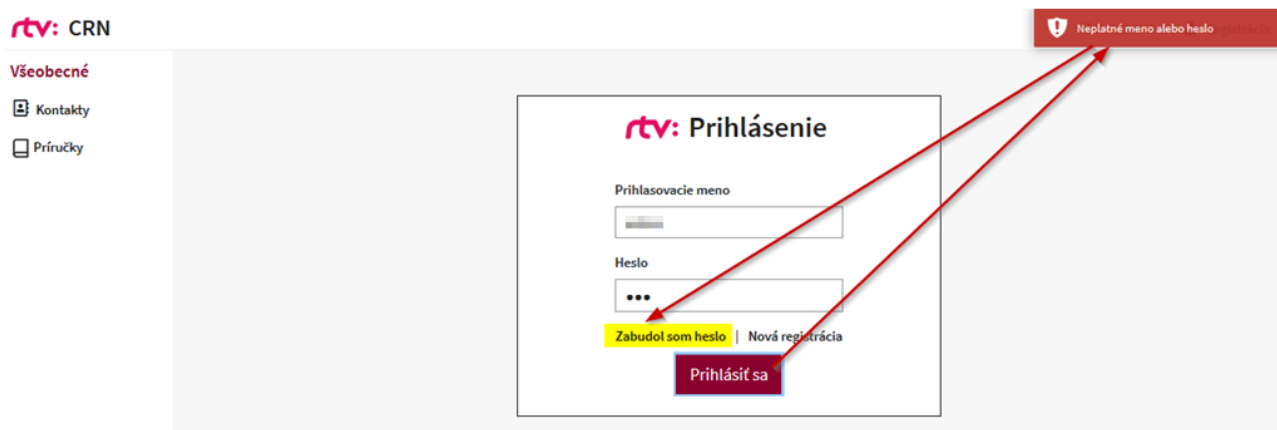 rtv: CRN
Neplatné meno alebo heslo
Všeobecné
Kontakty
Príručky
rtv: Prihlásenie
Prihlasovacie meno
Heslo
•••
Zabudol som heslo | Nová registrácia
Prihlásiť sa